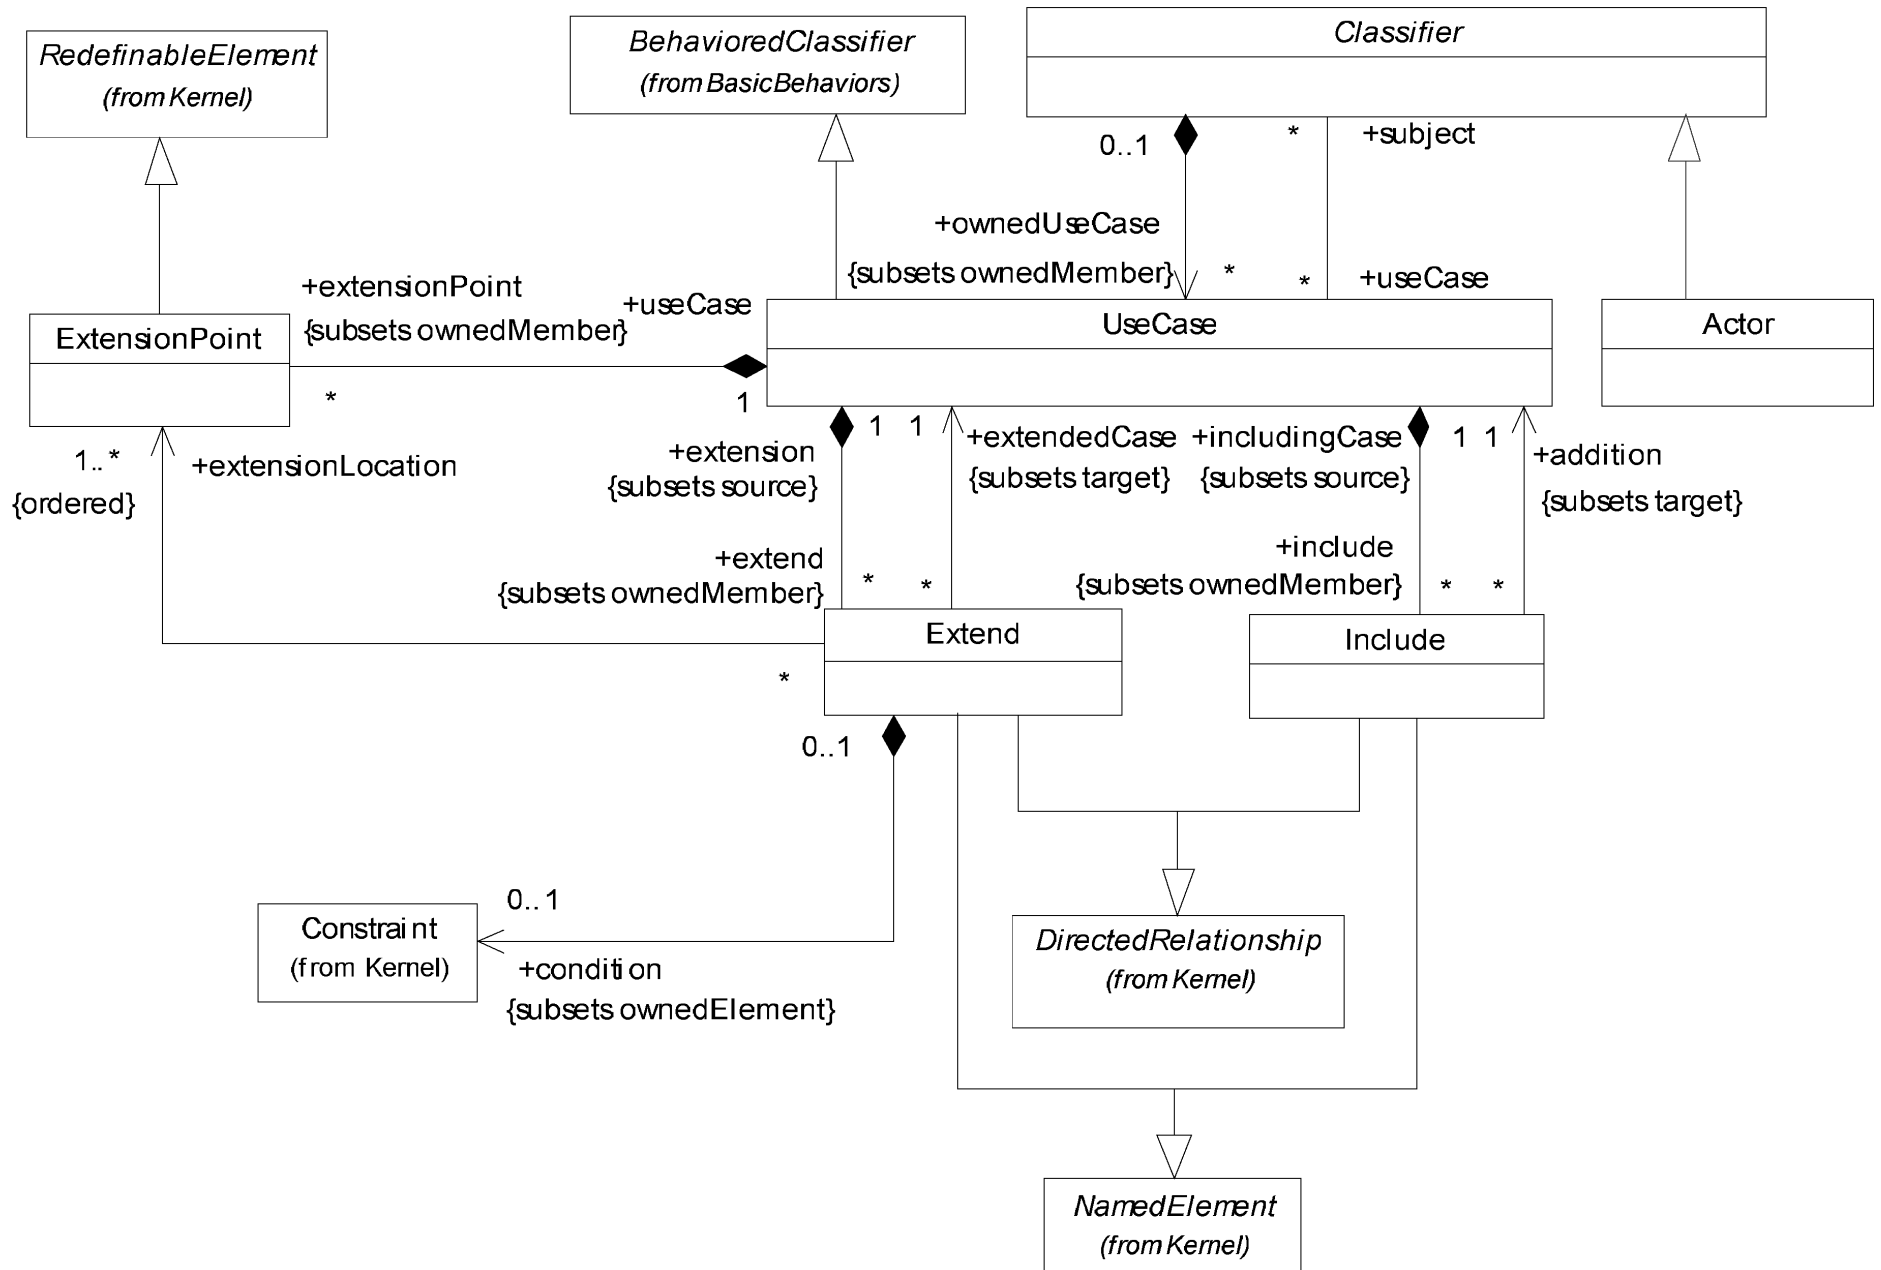 RedefinableElement
(from Kernel)
BehavioredClassifier
(from BasicBehaviors)
Classifier
0..1
*
+subject
+ownedUseCase
{subsets ownedMember}
*
*
+useCase
+extensionPoint
{subsets ownedMember}
+useCase
ExtensionPoint
UseCase
Actor
*
1
1..*
{ordered}
+extensionLocation
1
1
+extension
{subsets source}
+extendedCase
{subsets target}
+includingCase
{subsets source}
1
1
+addition
{subsets target}
+extend
{subsets ownedMember}
*
*
+include
{subsets ownedMember}
*
*
Extend
Include
*
0..1
0..1
Constraint
(from Kernel)
+condition
{subsets ownedElement}
DirectedRelationship
(from Kernel)
NamedElement
(from Kernel)